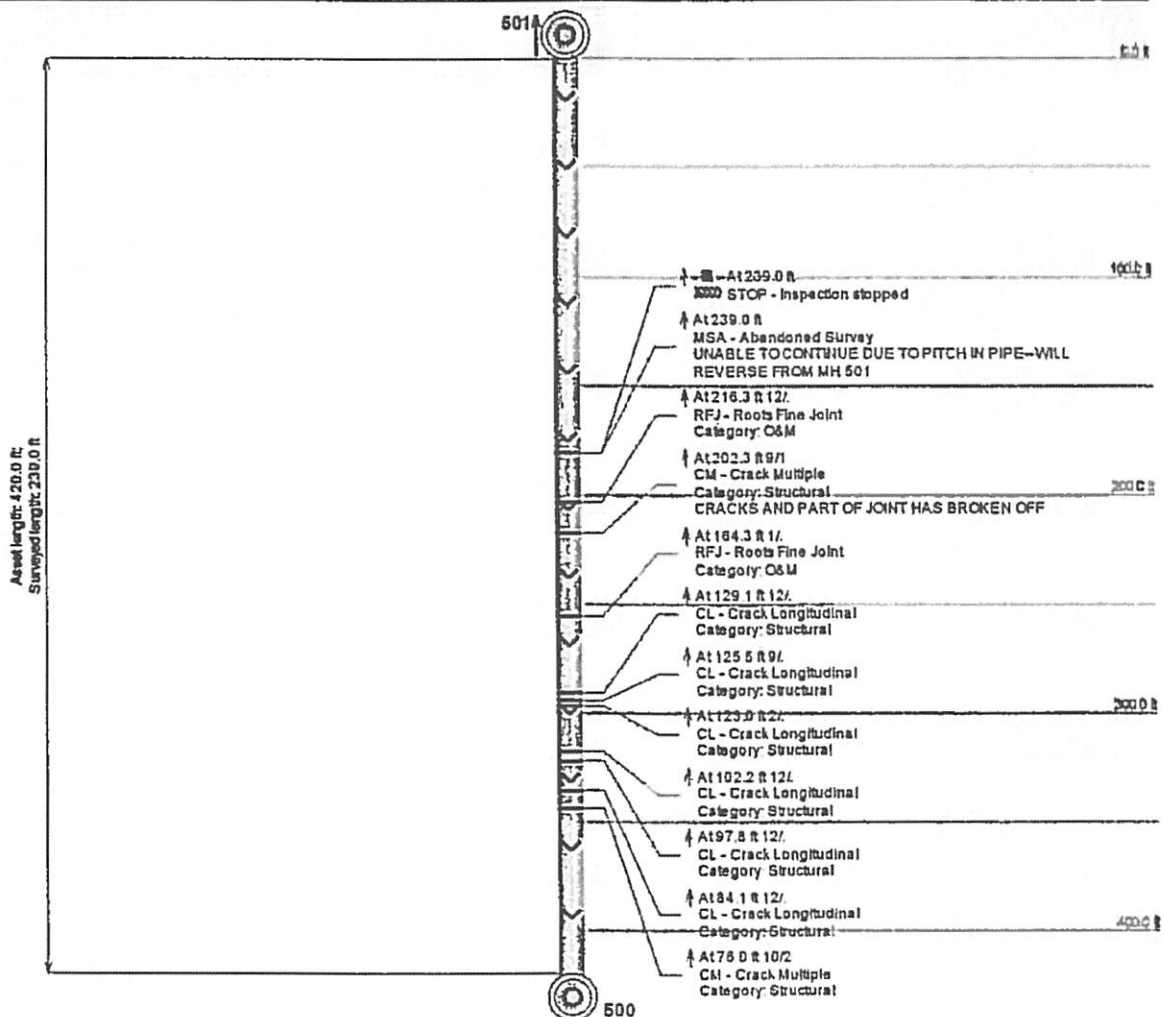 501
0.0 ft
Asset length: 420.0 ft
Surveyed length: 239.0 ft
100.0 ft
At 239.0 ft
STOP - Inspection stopped
At 239.0 ft
MSA - Abandoned Survey
UNABLE TO CONTINUE DUE TO PITCH IN PIPE--WILL
REVERSE FROM MH 501
At 216.3 ft 12/.
RFJ - Roots Fine Joint
Category: O&M
At 202.3 ft 9/1
CM - Crack Multiple
Category: Structural
200.0 ft
CRACKS AND PART OF JOINT HAS BROKEN OFF
At 164.3 ft 1/.
RFJ - Roots Fine Joint
Category: O&M
At 129.1 ft 12/.
CL - Crack Longitudinal
Category: Structural
At 125.5 ft 9/.
CL - Crack Longitudinal
Category: Structural
300.0 ft
At 123.0 ft 2/.
CL - Crack Longitudinal
Category: Structural
At 102.2 ft 12/.
CL - Crack Longitudinal
Category: Structural
At 97.8 ft 12/.
CL - Crack Longitudinal
Category: Structural
At 84.1 ft 12/.
CL - Crack Longitudinal
Category: Structural
400.0 ft
At 76.0 ft 10/2
CM - Crack Multiple
Category: Structural
500